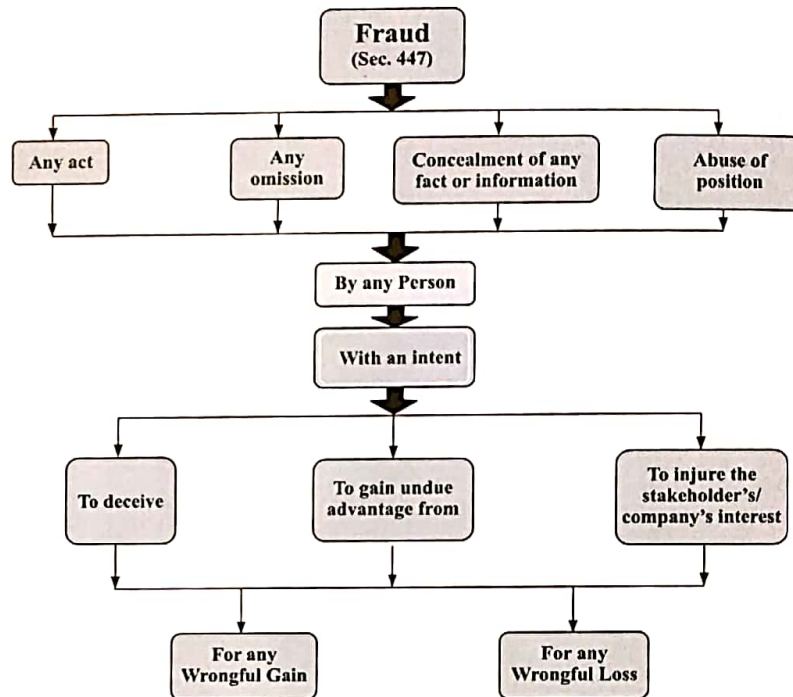 Fraud
(Sec. 447)
Any act
Any
omission
Concealment of any
fact or information
Abuse of
position
By any Person
With an intent
To deceive
To gain undue
advantage from
To injure the
stakeholder's/
company's interest
For any
Wrongful Gain
For any
Wrongful Loss